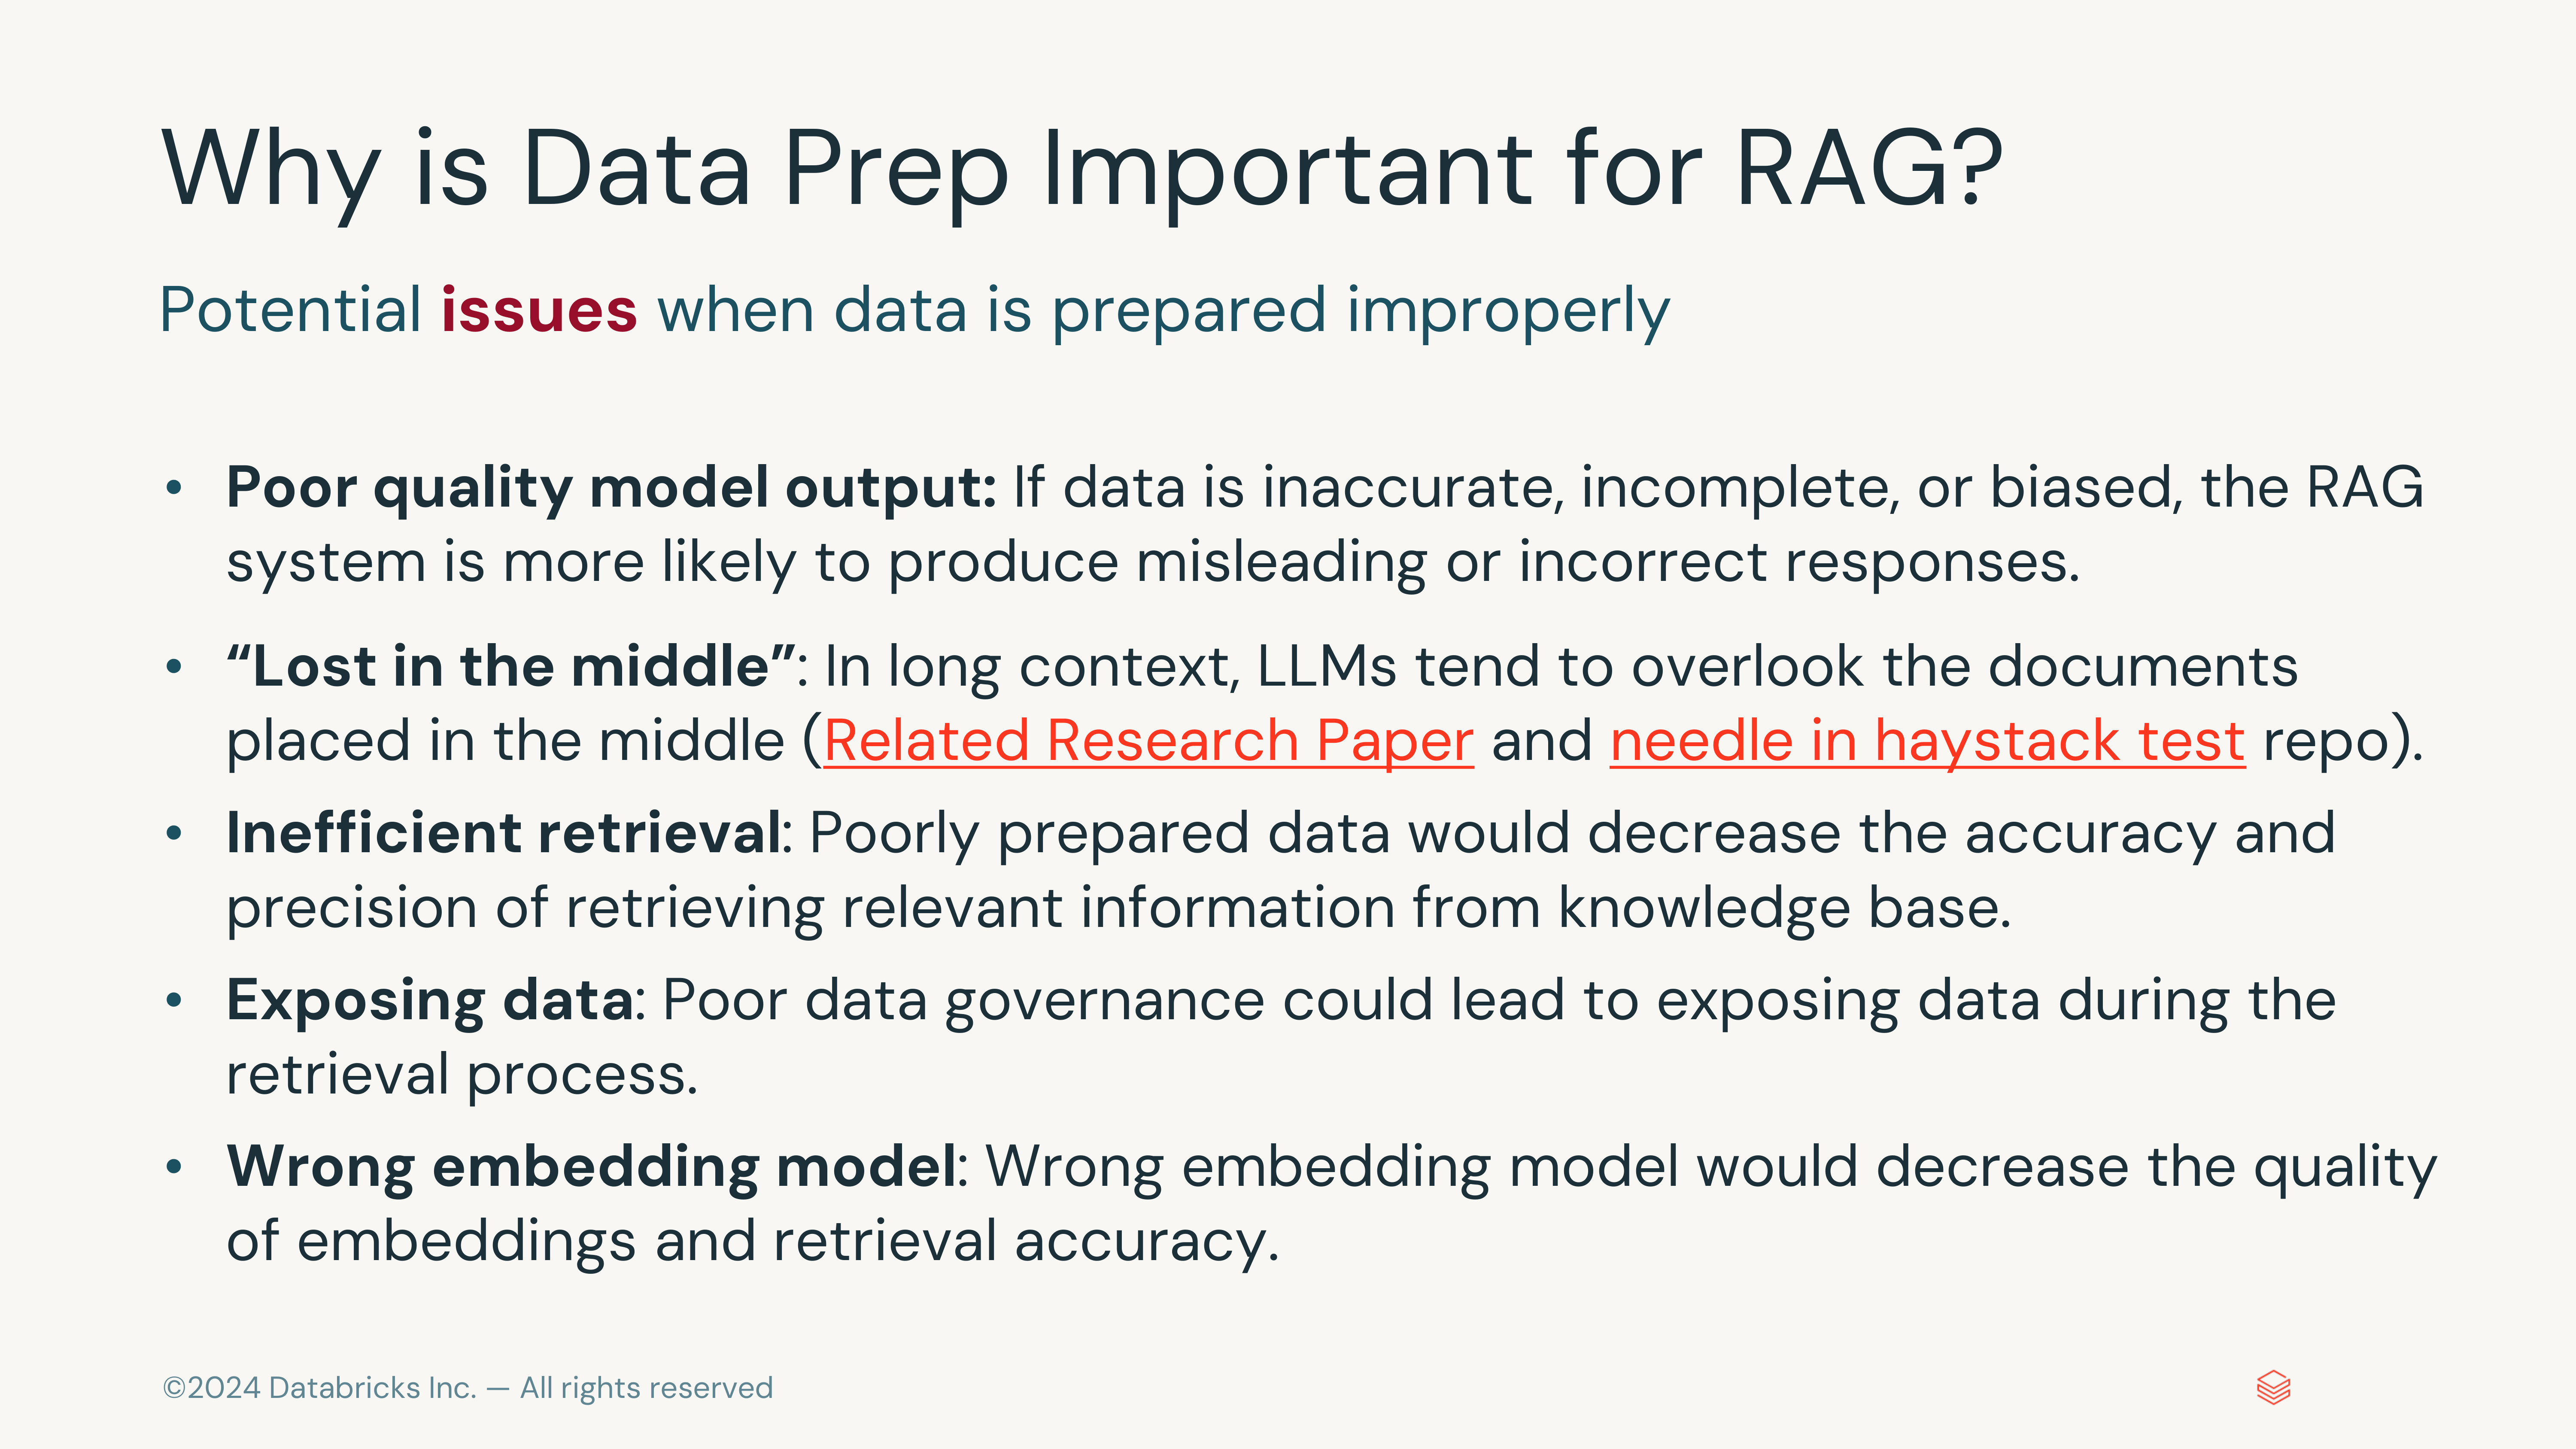 Why is Data Prep Important for RAG?
Potential issues when data is prepared improperly
• Poor quality model output: If data is inaccurate, incomplete, or biased, the RAG
system is more likely to produce misleading or incorrect responses.
• “Lost in the middle”: In long context, LLMs tend to overlook the documents
placed in the middle (Related Research Paper and needle in haystack test repo).
• Inefficient retrieval: Poorly prepared data would decrease the accuracy and
precision of retrieving relevant information from knowledge base.
• Exposing data: Poor data governance could lead to exposing data during the
retrieval process.
• Wrong embedding model: Wrong embedding model would decrease the quality
of embeddings and retrieval accuracy.
©2024 Databricks Inc. — All rights reserved